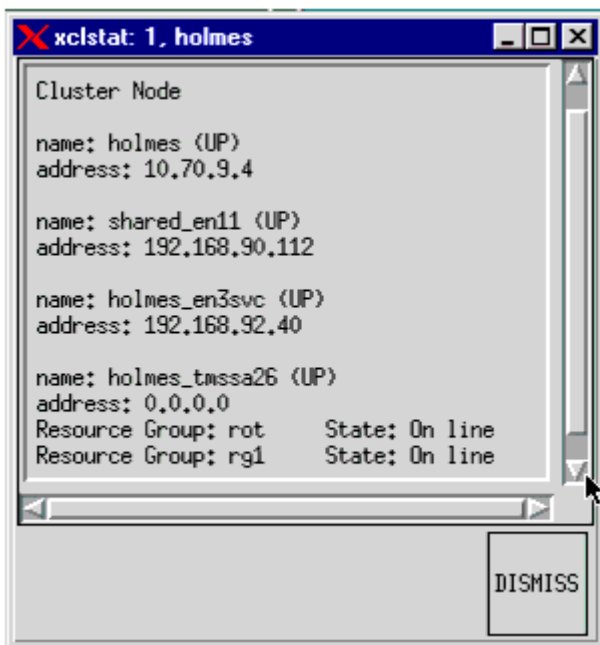 xclstat: 1, holmes
Cluster Node
name: holmes (UP)
address: 10.70.9.4
name: shared_en11 (UP)
address: 192.168.90.112
name: holmes_en3svc (UP)
address: 192.168.92.40
name: holmes_tmssa26 (UP)
address: 0.0.0.0
Resource Group: rot State: On line
Resource Group: rg1 State: On line
DISMISS